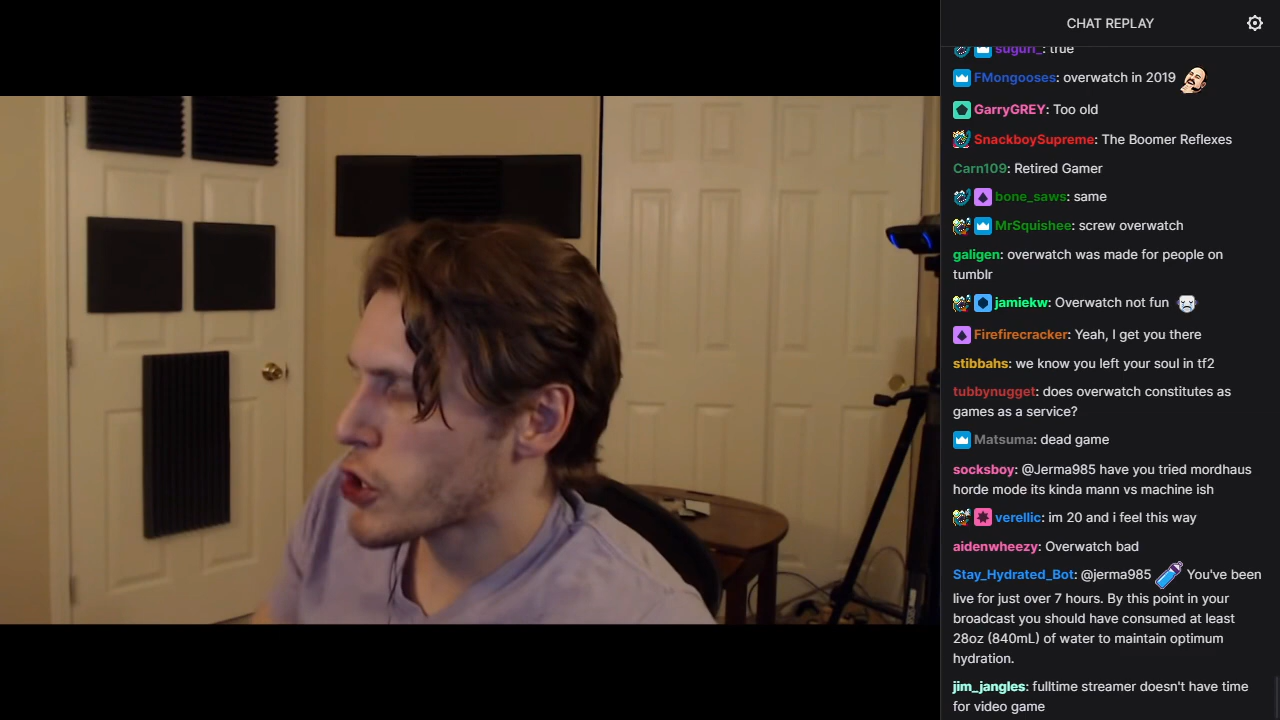 CHAT REPLAY
suguri_: true
FMongooses: overwatch in 2019
GarryGREY: Too old
SnackboySupreme: The Boomer Reflexes
Carn109: Retired Gamer
bone_saws: same
MrSquishee: screw overwatch
galigen: overwatch was made for people on
tumblr
jamiekw: Overwatch not fun
Firefirecracker: Yeah, I get you there
stibbahs: we know you left your soul in tf2
tubbynugget: does overwatch constitutes as
games as a service?
Matsuma: dead game
socksboy: @Jerma985 have you tried mordhaus
horde mode its kinda mann vs machine ish
verellic: im 20 and i feel this way
aidenwheezy: Overwatch bad
Stay_Hydrated_Bot: @jerma985 You've been
live for just over 7 hours. By this point in your
broadcast you should have consumed at least
28oz (840mL) of water to maintain optimum
hydration.
jim_jangles: fulltime streamer doesn't have time
for video game